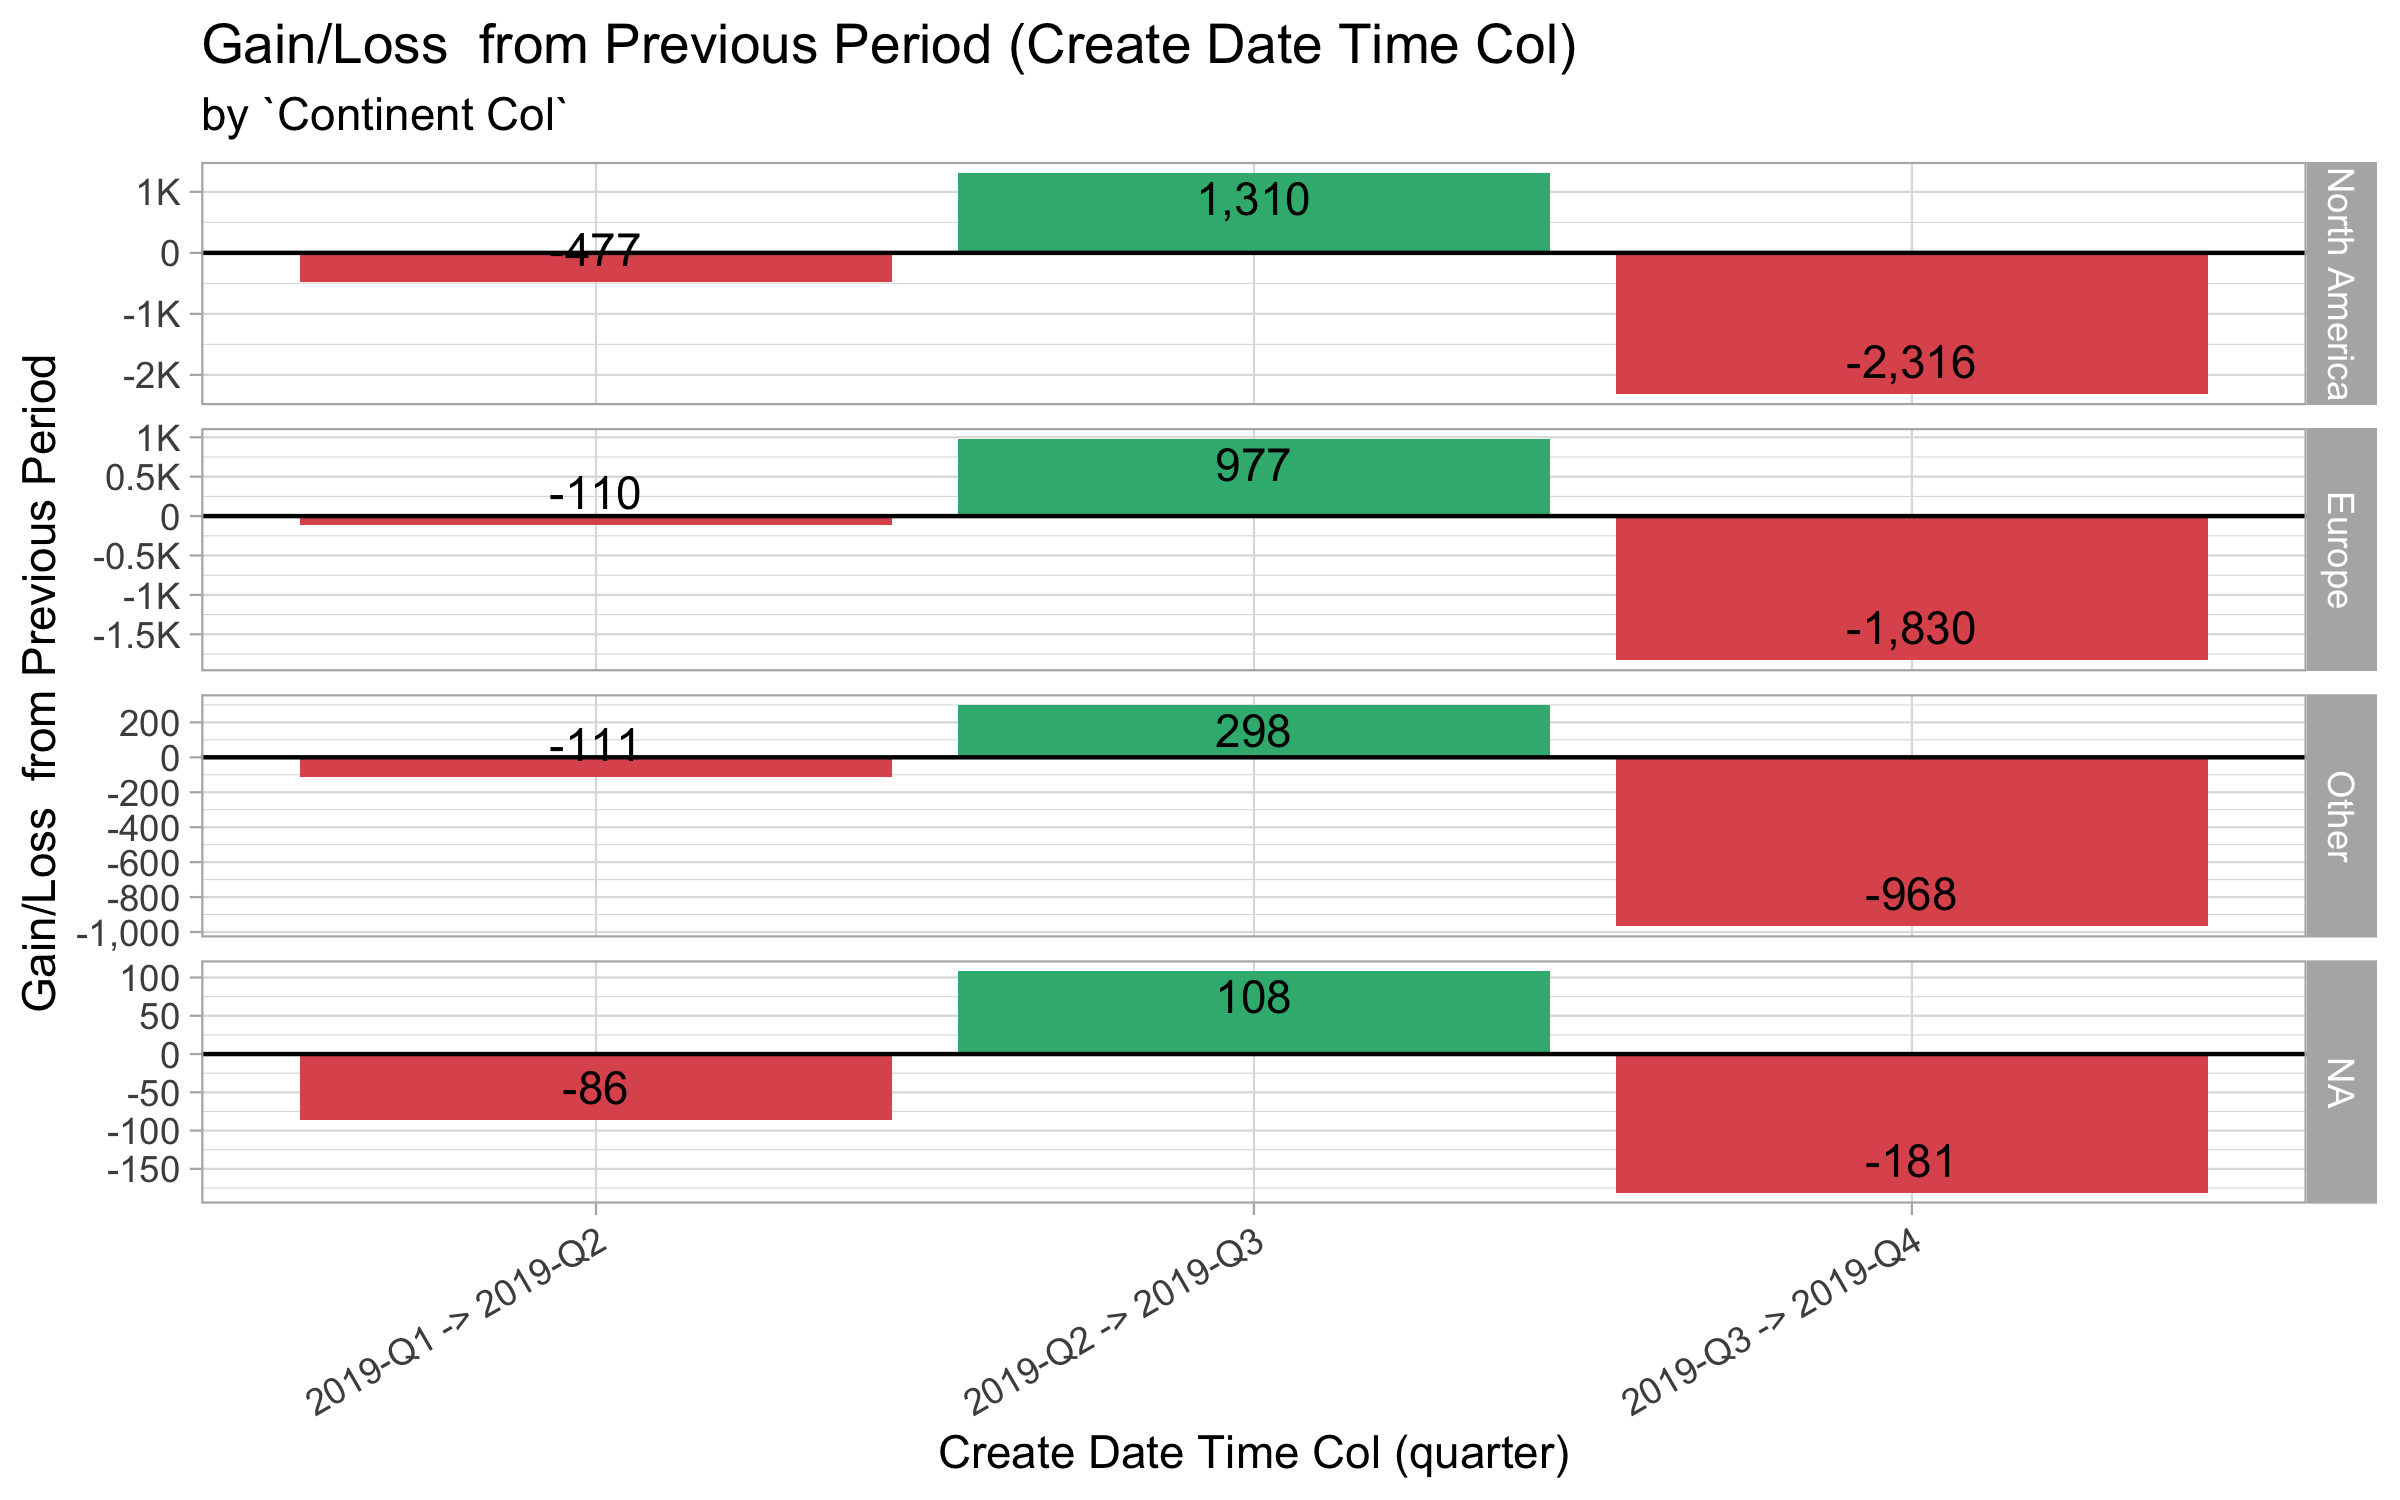 Gain/Loss  from Previous Period (Create Date Time Col)
by `Continent Col`
Gain/Loss  from Previous Period
1K
0
-1K
-2K
-477
1,310
-2,316
North America
1K
0.5K
0
-0.5K
-1K
-1.5K
-110
977
-1,830
Europe
200
0
-200
-400
-600
-800
-1,000
-111
298
-968
Other
100
50
0
-50
-100
-150
-86
108
-181
NA
2019-Q1 -> 2019-Q2
2019-Q2 -> 2019-Q3
2019-Q3 -> 2019-Q4
Create Date Time Col (quarter)